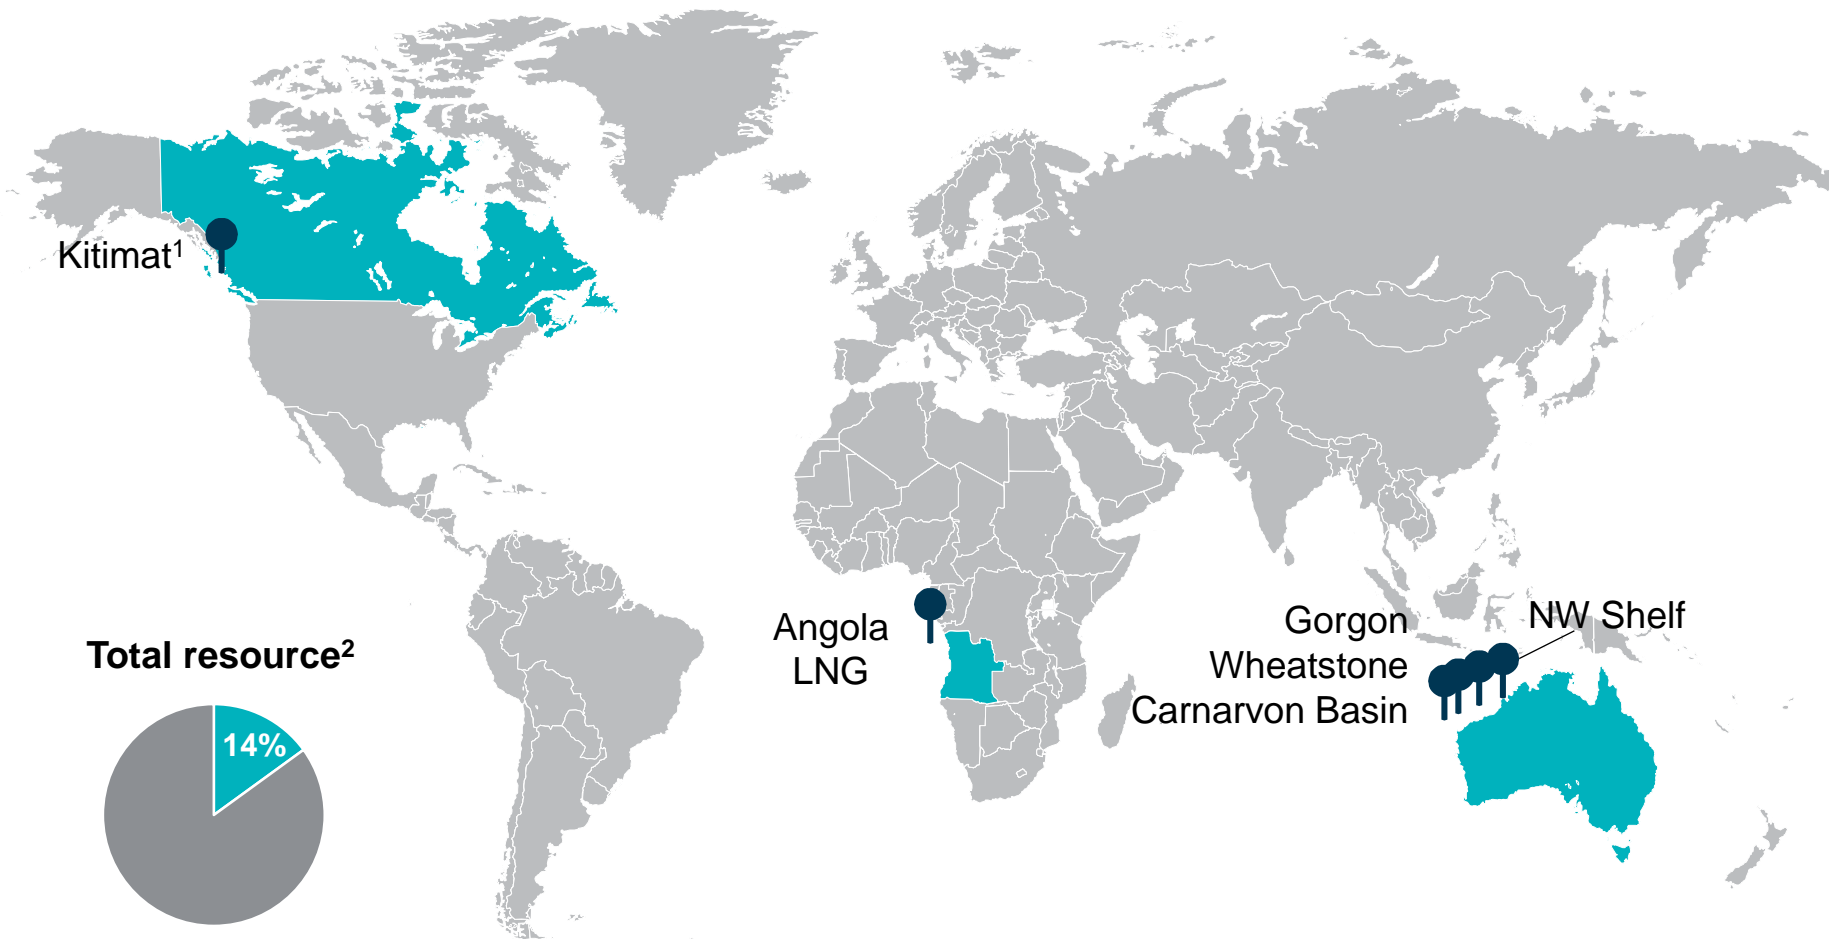 Kitimat¹
Angola
LNG
Gorgon
Wheatstone
Carnarvon Basin
NW Shelf
Total resource²
14%